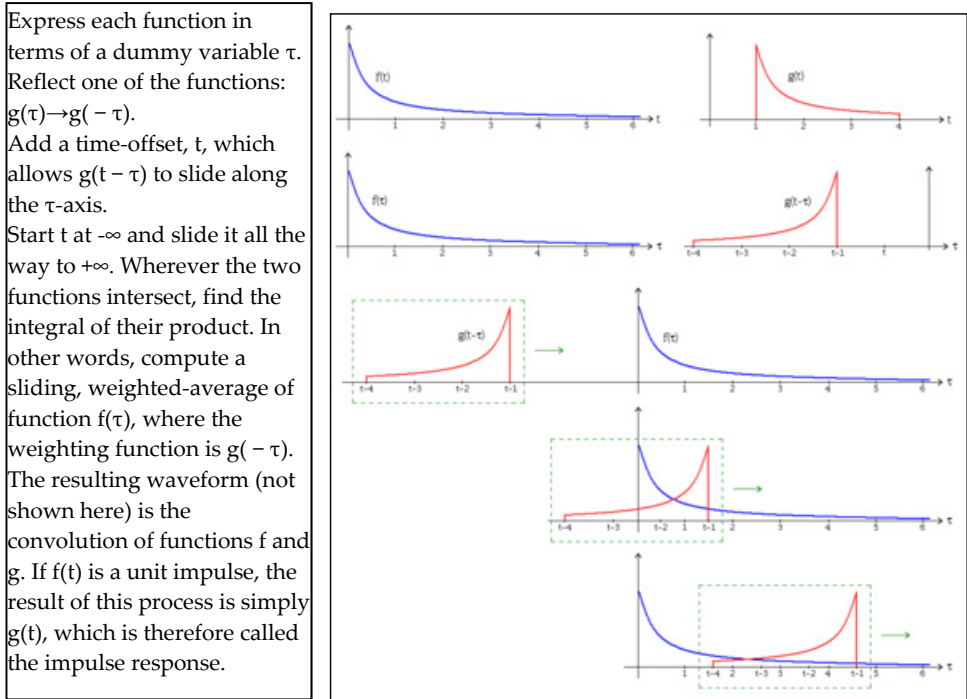 Express each function in
terms of a dummy variable τ.
Reflect one of the functions:
g(τ)→g( − τ).
Add a time-offset, t, which
allows g(t − τ) to slide along
the τ-axis.
Start t at -∞ and slide it all the
way to +∞. Wherever the two
functions intersect, find the
integral of their product. In
other words, compute a
sliding, weighted-average of
function f(τ), where the
weighting function is g( − τ).
The resulting waveform (not
shown here) is the
convolution of functions f and
g. If f(t) is a unit impulse, the
result of this process is simply
g(t), which is therefore called
the impulse response.
f(t)
1 2 3 4 5 6 t
g(t)
1 2 3 4 t
f(τ)
1 2 3 4 5 6 τ
g(t-τ)
t-4 t-3 t-2 t-1 t τ
g(t-τ)
f(τ)
t-4 t-3 t-2 t-1 1 2 3 4 5 6 τ
t-4 t-3 t-2 1 t-1 2 3 4 5 6 τ
1 t-4 2 t-3 3 t-2 4 t-1 5 6 τ